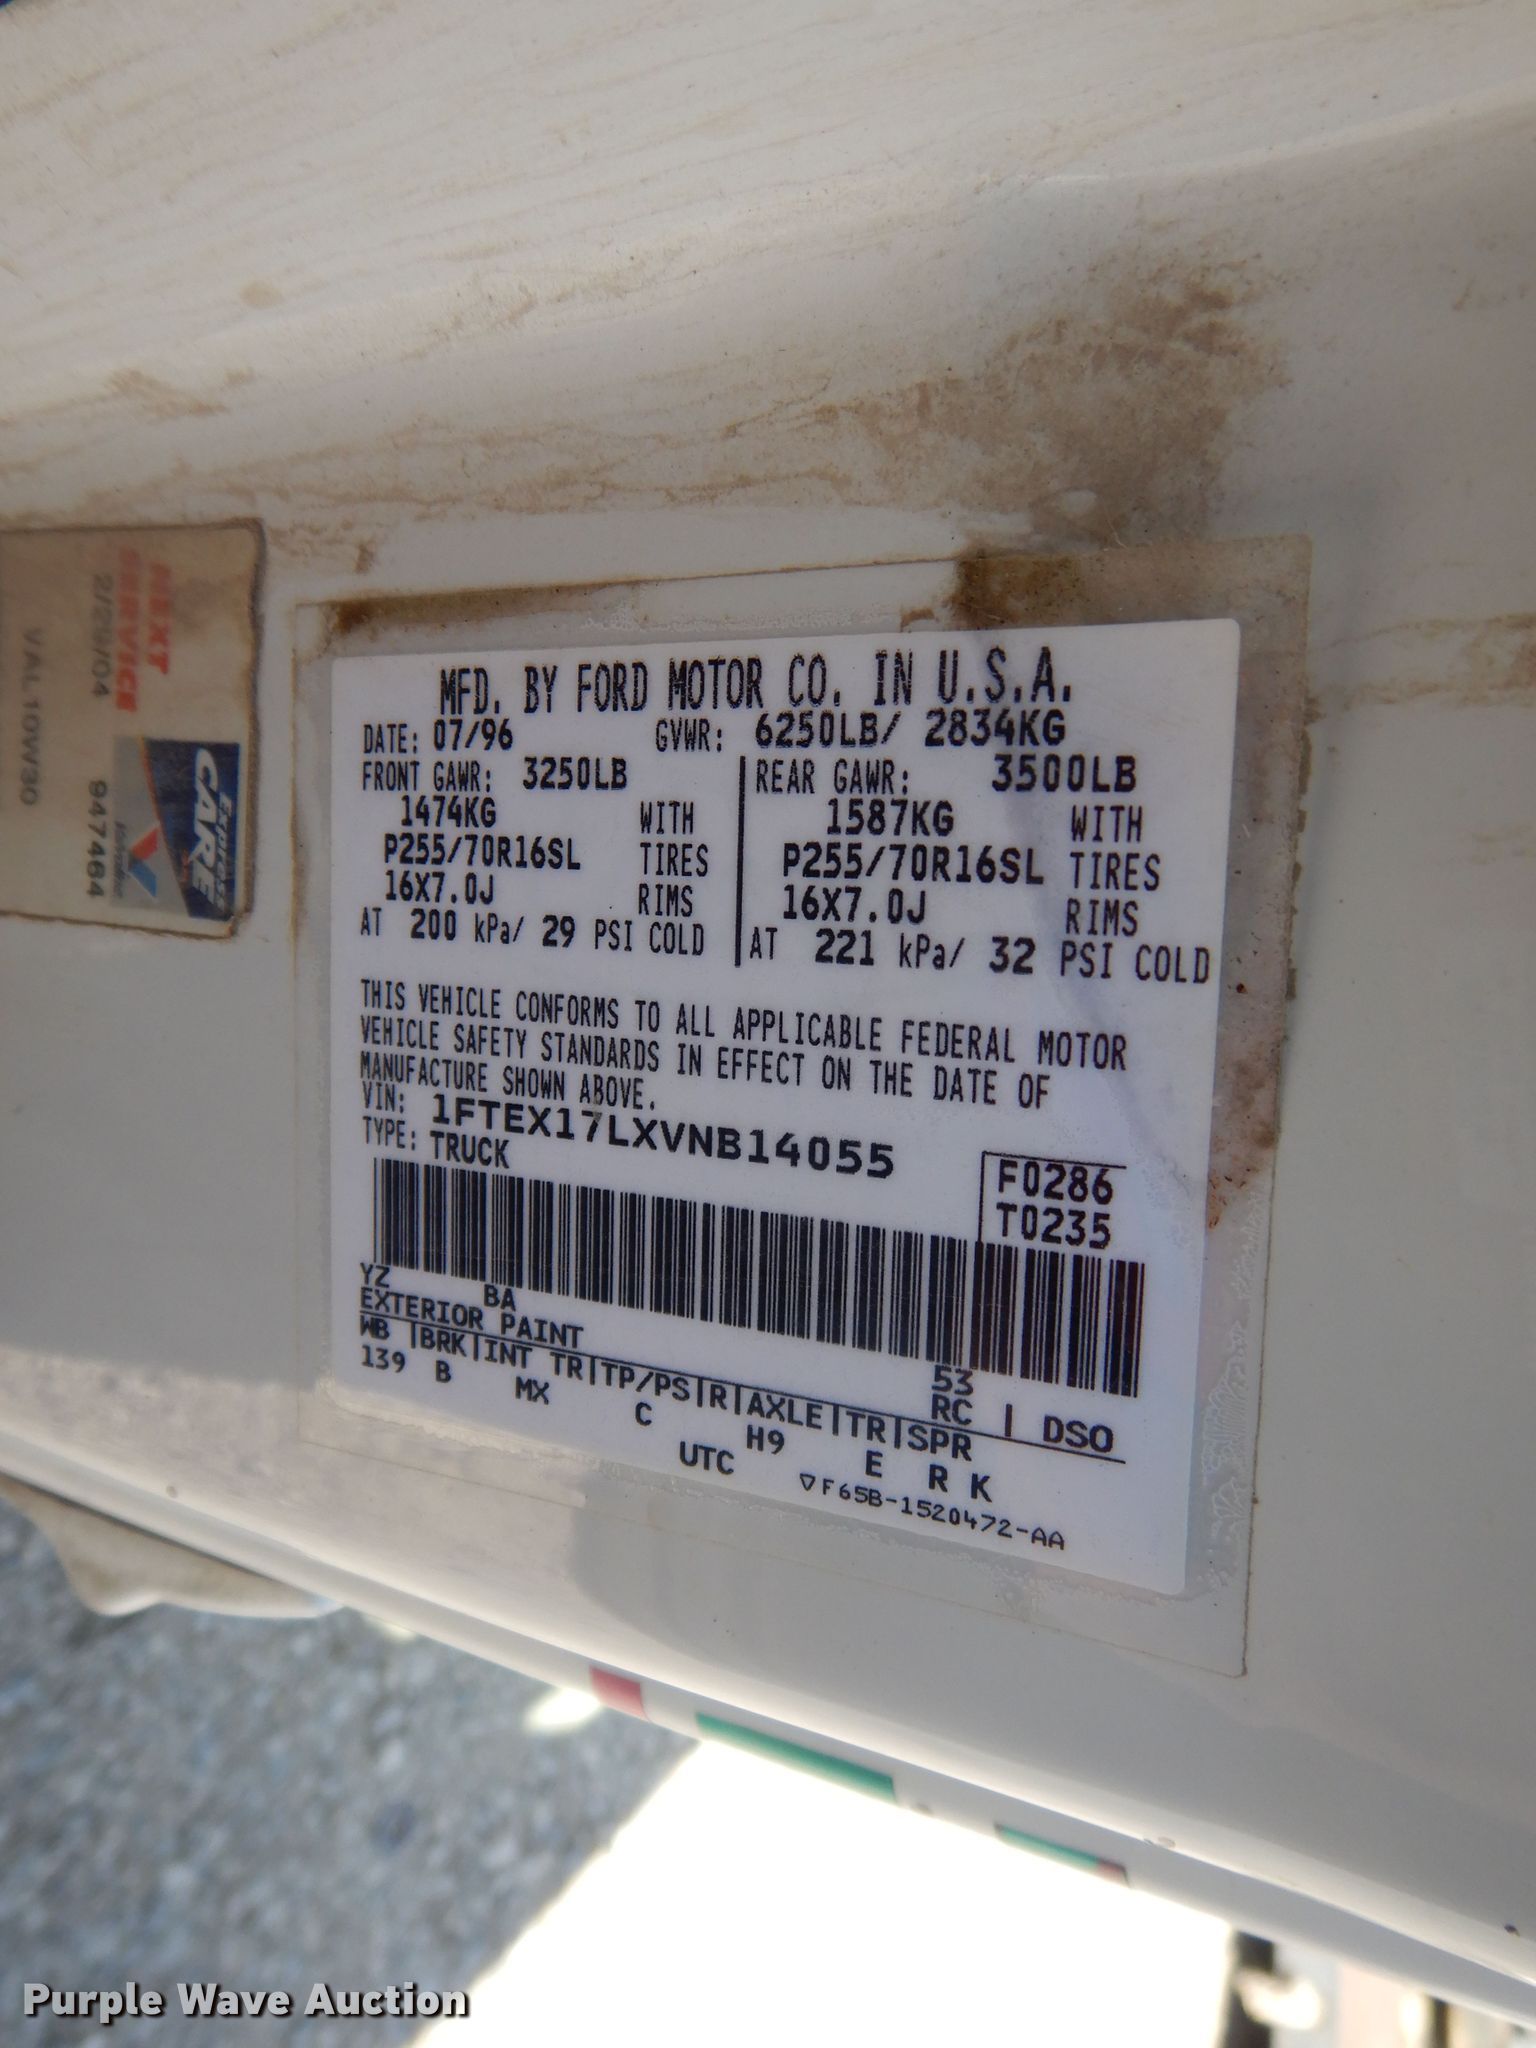 MFD. BY FORD MOTOR CO. IN U.S.A.
DATE: 07/96 GVWR: 6250LB/ 2834KG
FRONT GAWR: 3250LB
1474KG WITH
P255/70R16SL TIRES
16X7.0J RIMS
AT 200 kPa/ 29 PSI COLD
REAR GAWR: 3500LB
1587KG WITH
P255/70R16SL TIRES
16X7.0J RIMS
AT 221 kPa/ 32 PSI COLD
THIS VEHICLE CONFORMS TO ALL APPLICABLE FEDERAL MOTOR
VEHICLE SAFETY STANDARDS IN EFFECT ON THE DATE OF
MANUFACTURE SHOWN ABOVE.
VIN: 1FTEX17LXVNB14055
TYPE: TRUCK
F0286
T0235
YZ BA 53
EXTERIOR PAINT RC | DSO
WB |BRK|INT TR|TP/PS|R|AXLE|TR|SPR
139 B MX C H9 E R K
UTC
▽F65B-1520472-AA
NEXT
SERVICE
2/21/04
VAL10W30
947464
Valvoline
Express
CARE
Purple Wave Auction